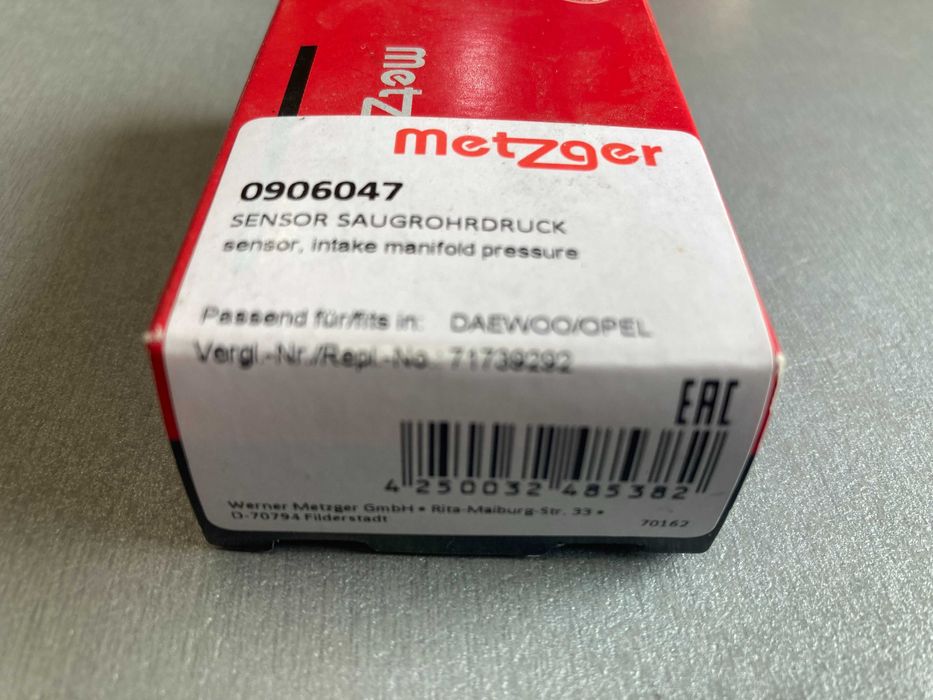 metz
metzger
0906047
SENSOR SAUGROHRDRUCK
sensor, intake manifold pressure
Passend für/fits in: DAEWOO/OPEL
Vergl.-Nr./Repl.-No.: 71739292
EAC
4 250032 485382
Werner Metzger GmbH • Rita-Maiburg-Str. 33 •
D-70794 Filderstadt
70162